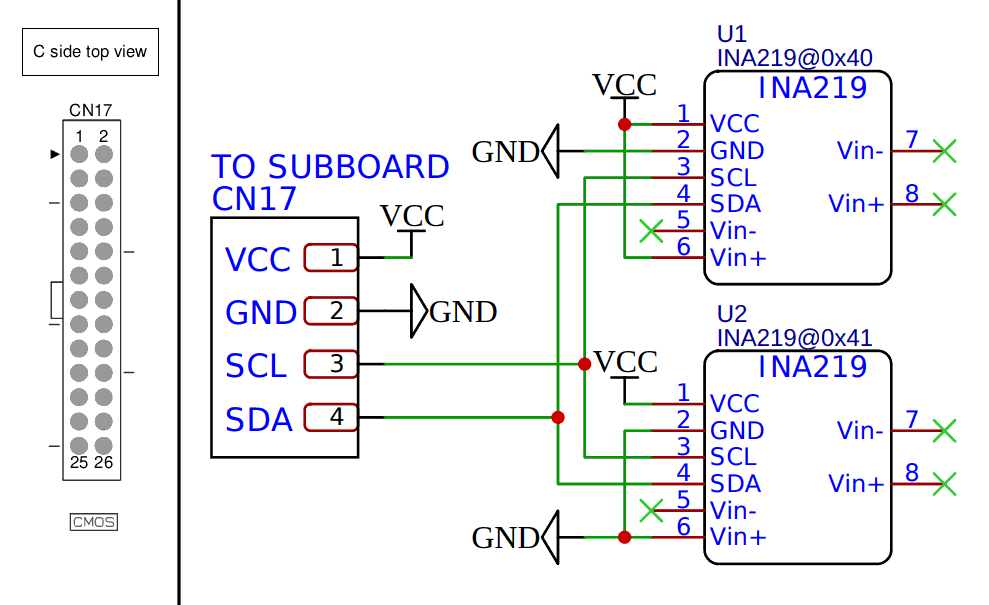 C side top view
CN17
1 2
25 26
CMOS
TO SUBBOARD
CN17
VCC
VCC 1
GND 2 GND
SCL 3
SDA 4
U1
INA219@0x40
INA219
VCC
GND
1 VCC
2 GND
3 SCL
4 SDA
5 Vin-
6 Vin+
Vin- 7
Vin+ 8
U2
INA219@0x41
INA219
VCC
GND
1 VCC
2 GND
3 SCL
4 SDA
5 Vin-
6 Vin+
Vin- 7
Vin+ 8